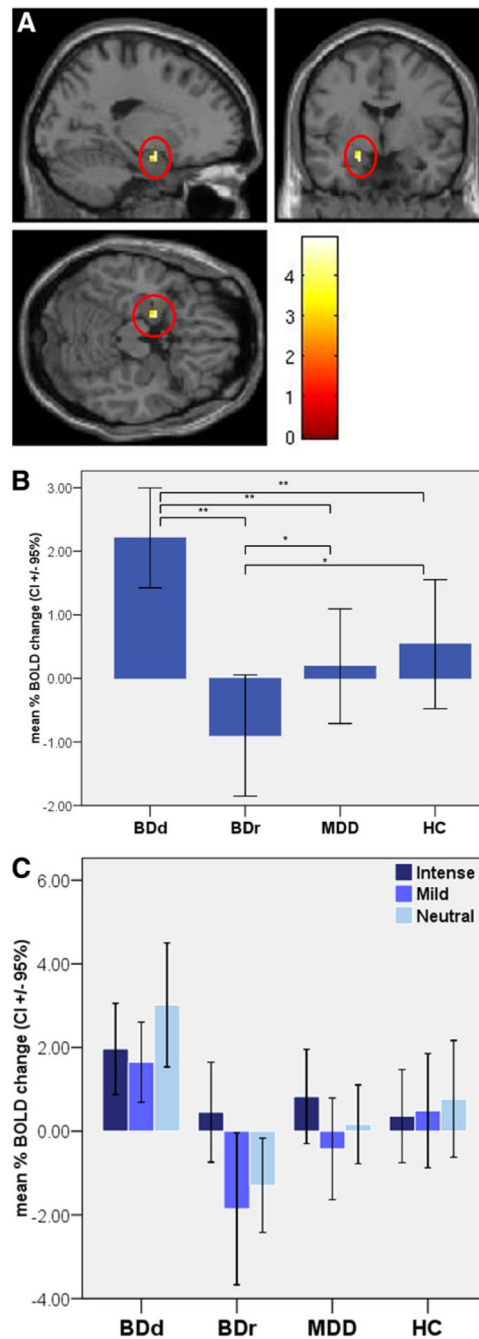 A
4
3
2
1
0
B
mean % BOLD change (CI +/- 95%)
3.00
2.00
1.00
0.00
-1.00
-2.00
**
**
**
*
*
BDd BDr MDD HC
C
Intense
Mild
Neutral
mean % BOLD change (CI +/- 95%)
6.00
4.00
2.00
0.00
-2.00
-4.00
BDd BDr MDD HC